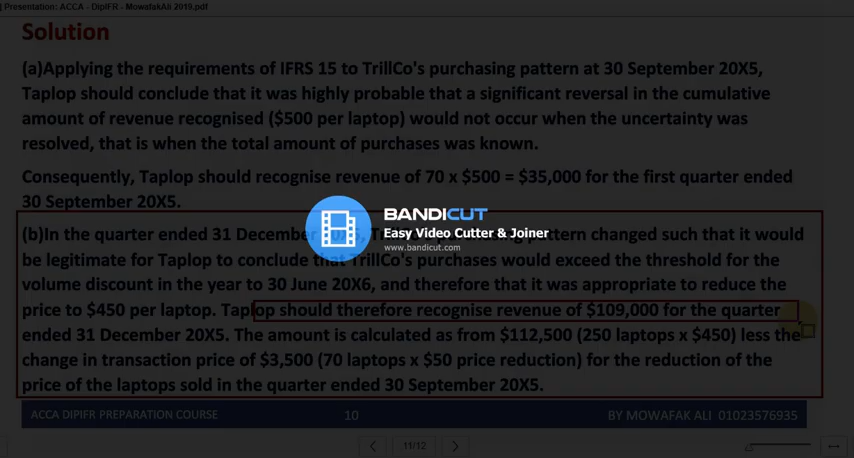 | Presentation: ACCA - DipIFR - MowafakAli 2019.pdf
Solution
(a)Applying the requirements of IFRS 15 to TrillCo's purchasing pattern at 30 September 20X5,
Taplop should conclude that it was highly probable that a significant reversal in the cumulative
amount of revenue recognised ($500 per laptop) would not occur when the uncertainty was
resolved, that is when the total amount of purchases was known.
Consequently, Taplop should recognise revenue of 70 x $500 = $35,000 for the first quarter ended
30 September 20X5.
(b)In the quarter ended 31 December pattern changed such that it would
be legitimate for Taplop to conclude that TrillCo's purchases would exceed the threshold for the
volume discount in the year to 30 June 20X6, and therefore that it was appropriate to reduce the
price to $450 per laptop. Taplop should therefore recognise revenue of $109,000 for the quarter
ended 31 December 20X5. The amount is calculated as from $112,500 (250 laptops x $450) less the
change in transaction price of $3,500 (70 laptops x $50 price reduction) for the reduction of the
price of the laptops sold in the quarter ended 30 September 20X5.
BANDICUT
Easy Video Cutter & Joiner
www.bandicut.com
ACCA DIPIFR PREPARATION COURSE 10 BY MOWAFAK ALI 01023576935
11/12